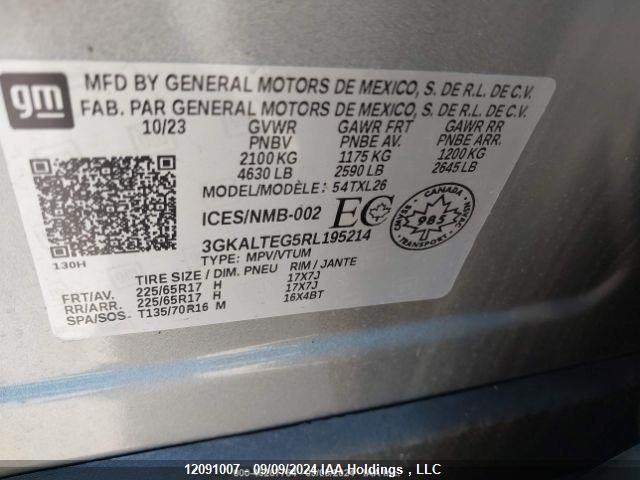 gm
MFD BY GENERAL MOTORS DE MEXICO, S. DE R.L. DE C.V.
FAB. PAR GENERAL MOTORS DE MEXICO, S. DE R.L. DE C.V.
10/23 GVWR GAWR FRT GAWR RR
PNBV PNBE AV. PNBE ARR.
2100 KG 1175 KG 1200 KG
4630 LB 2590 LB 2645 LB
MODEL/MODÈLE: 54TXL26
ICES/NMB-002 EC
CANADA
985
CMVSS
NSVAC
3GKALTEG5RL195214
130H
TYPE: MPV/VTUM
TIRE SIZE / DIM. PNEU RIM / JANTE
FRT/AV. 225/65R17 H 17X7J
RR/ARR. 225/65R17 H 17X7J
SPA/SOS- T135/70R16 M 16X4BT
12091007 - 09/09/2024 IAA Holdings , LLC